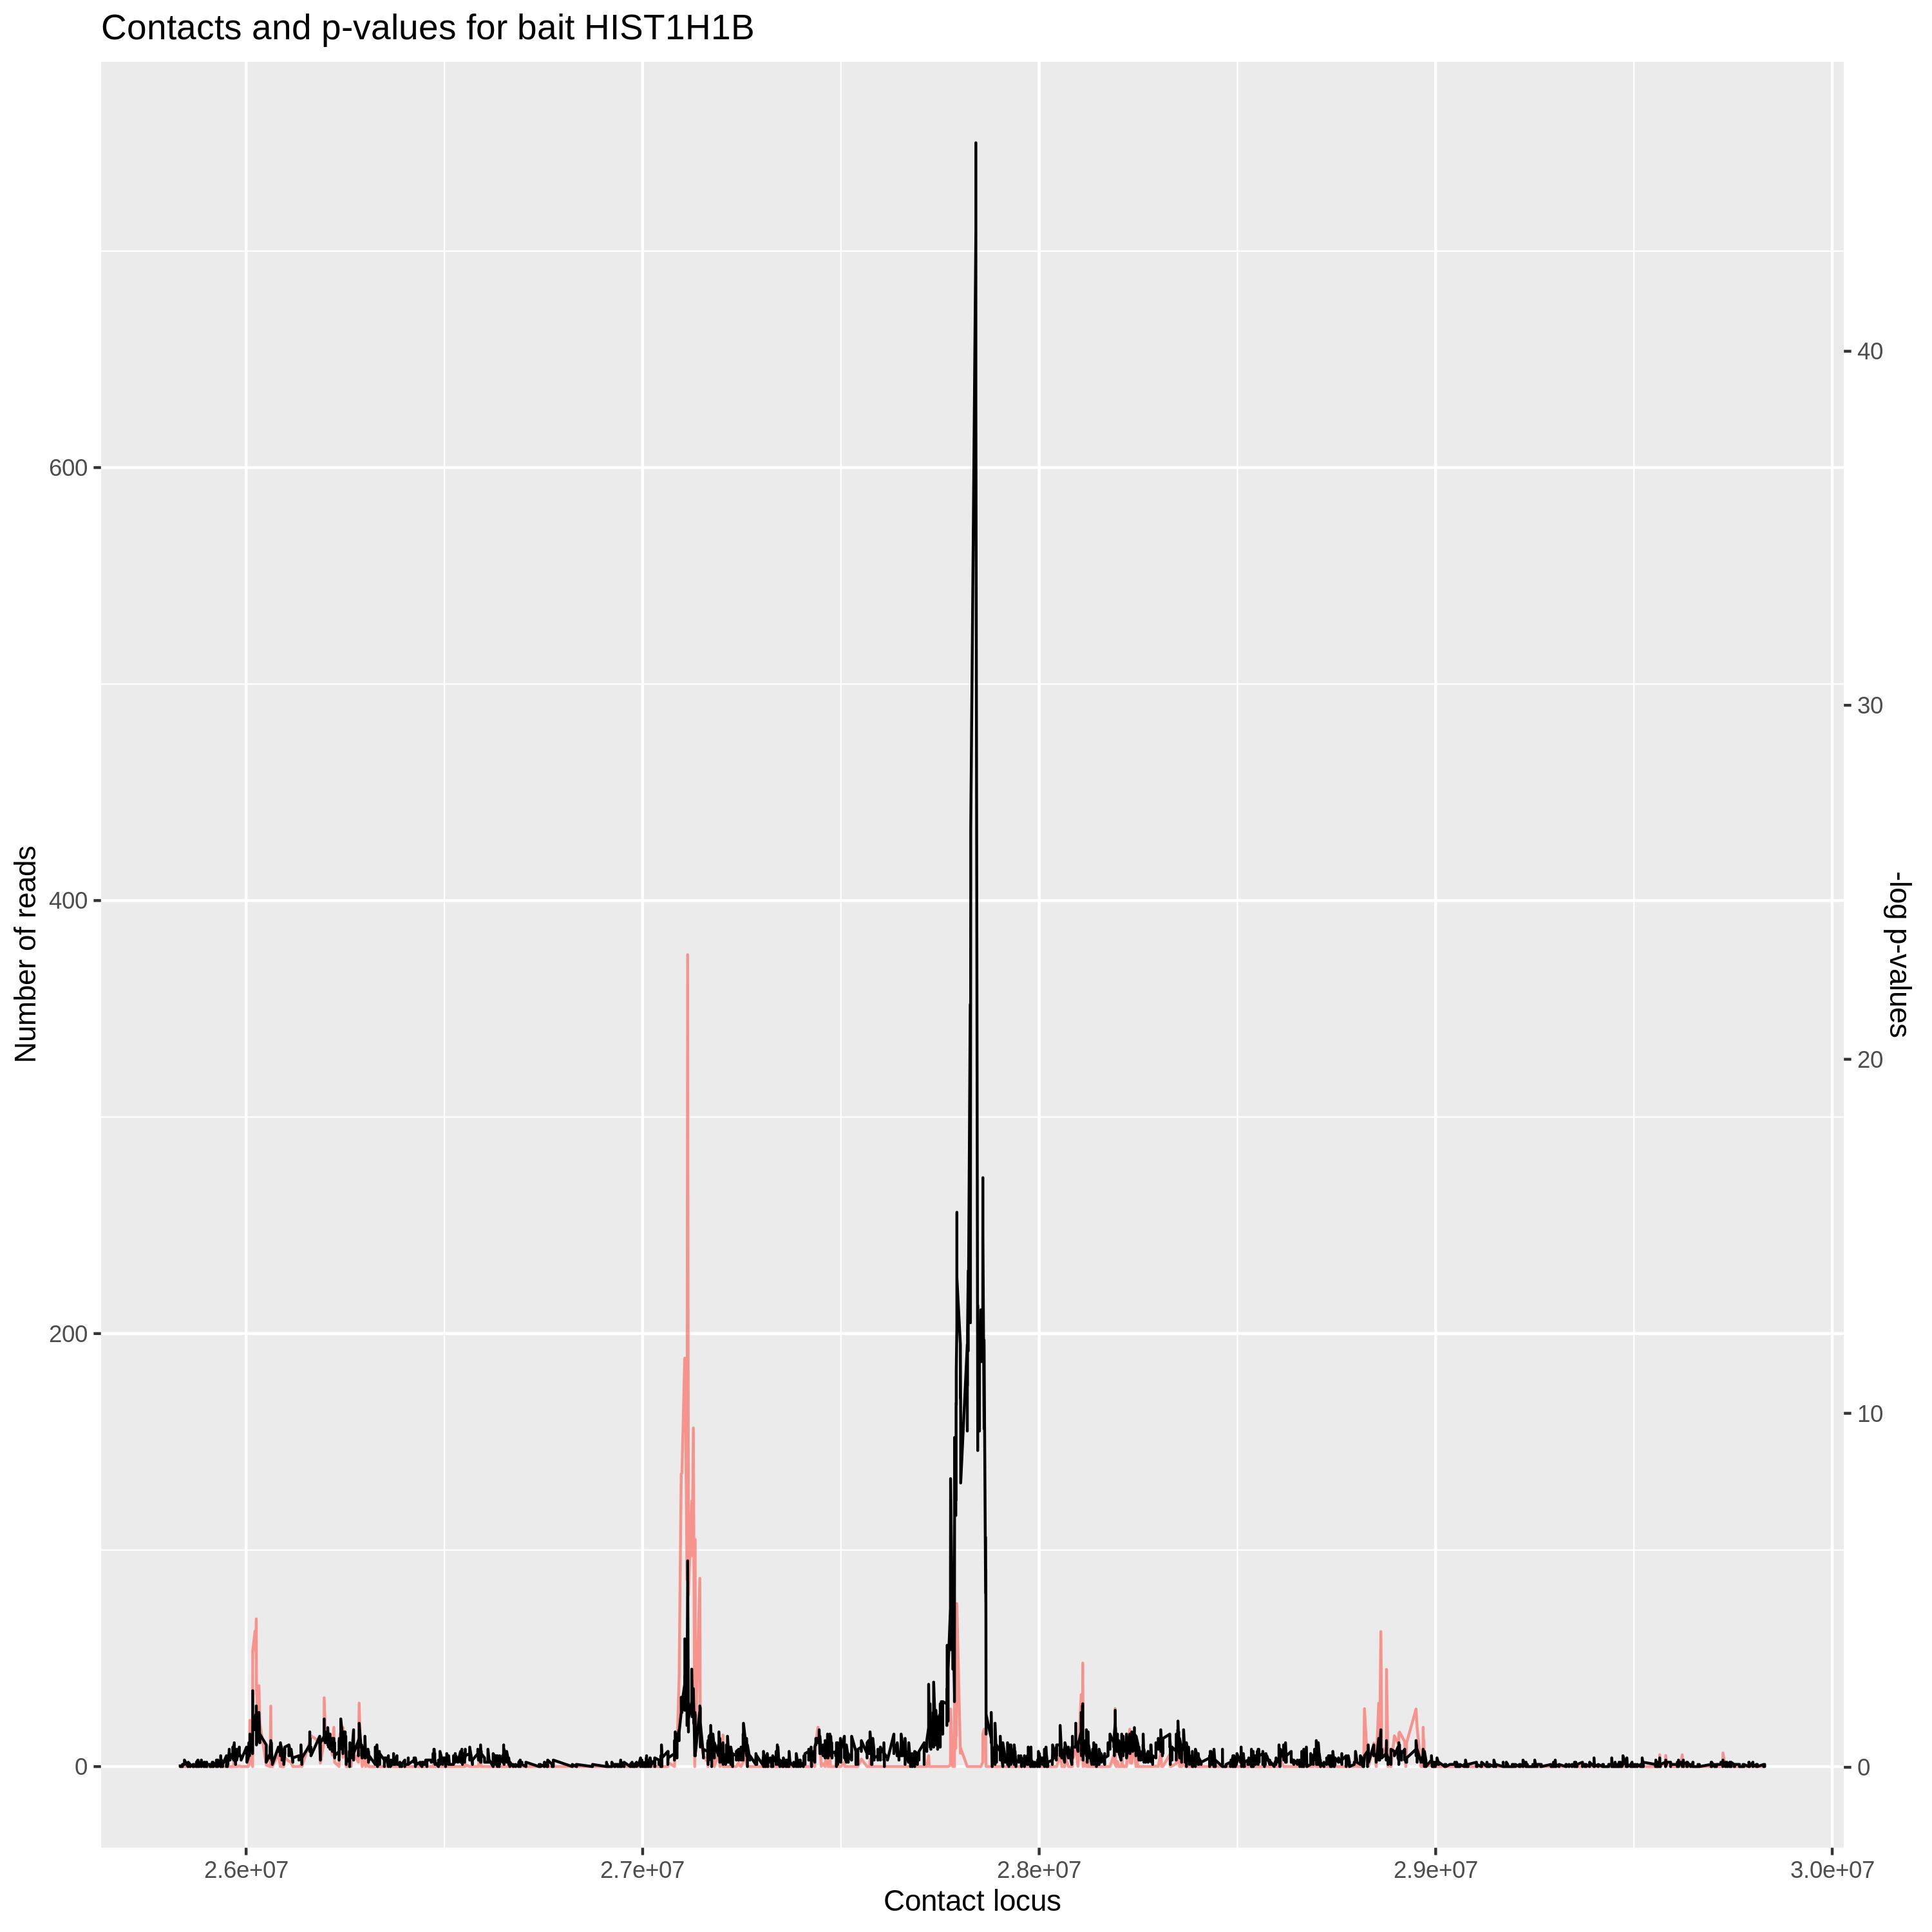 Contacts and p-values for bait HIST1H1B
600
400
200
0
Number of reads
40
30
20
10
0
-log p-values
2.6e+07
2.7e+07
2.8e+07
2.9e+07
3.0e+07
Contact locus